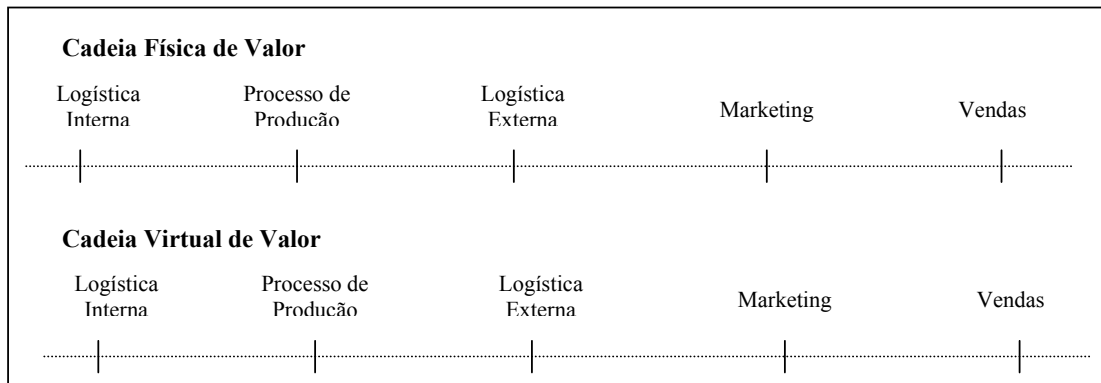 Cadeia Física de Valor
Logística
Interna
Processo de
Produção
Logística
Externa
Marketing
Vendas
Cadeia Virtual de Valor
Logística
Interna
Processo de
Produção
Logística
Externa
Marketing
Vendas